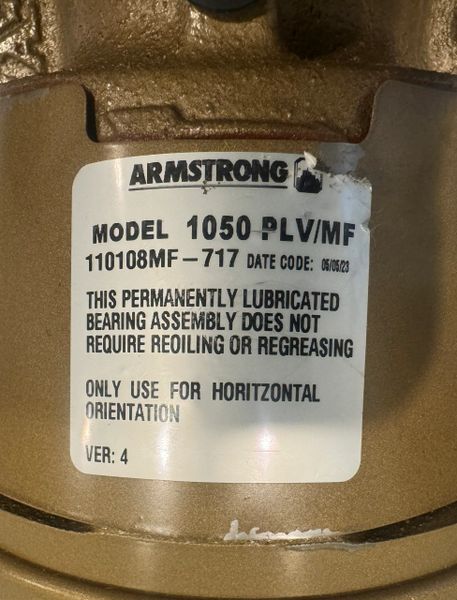 ARMSTRONG
MODEL 1050 PLV/MF
110108MF-717 DATE CODE: 05/05/23
THIS PERMANENTLY LUBRICATED
BEARING ASSEMBLY DOES NOT
REQUIRE REOILING OR REGREASING
ONLY USE FOR HORITZONTAL
ORIENTATION
VER: 4